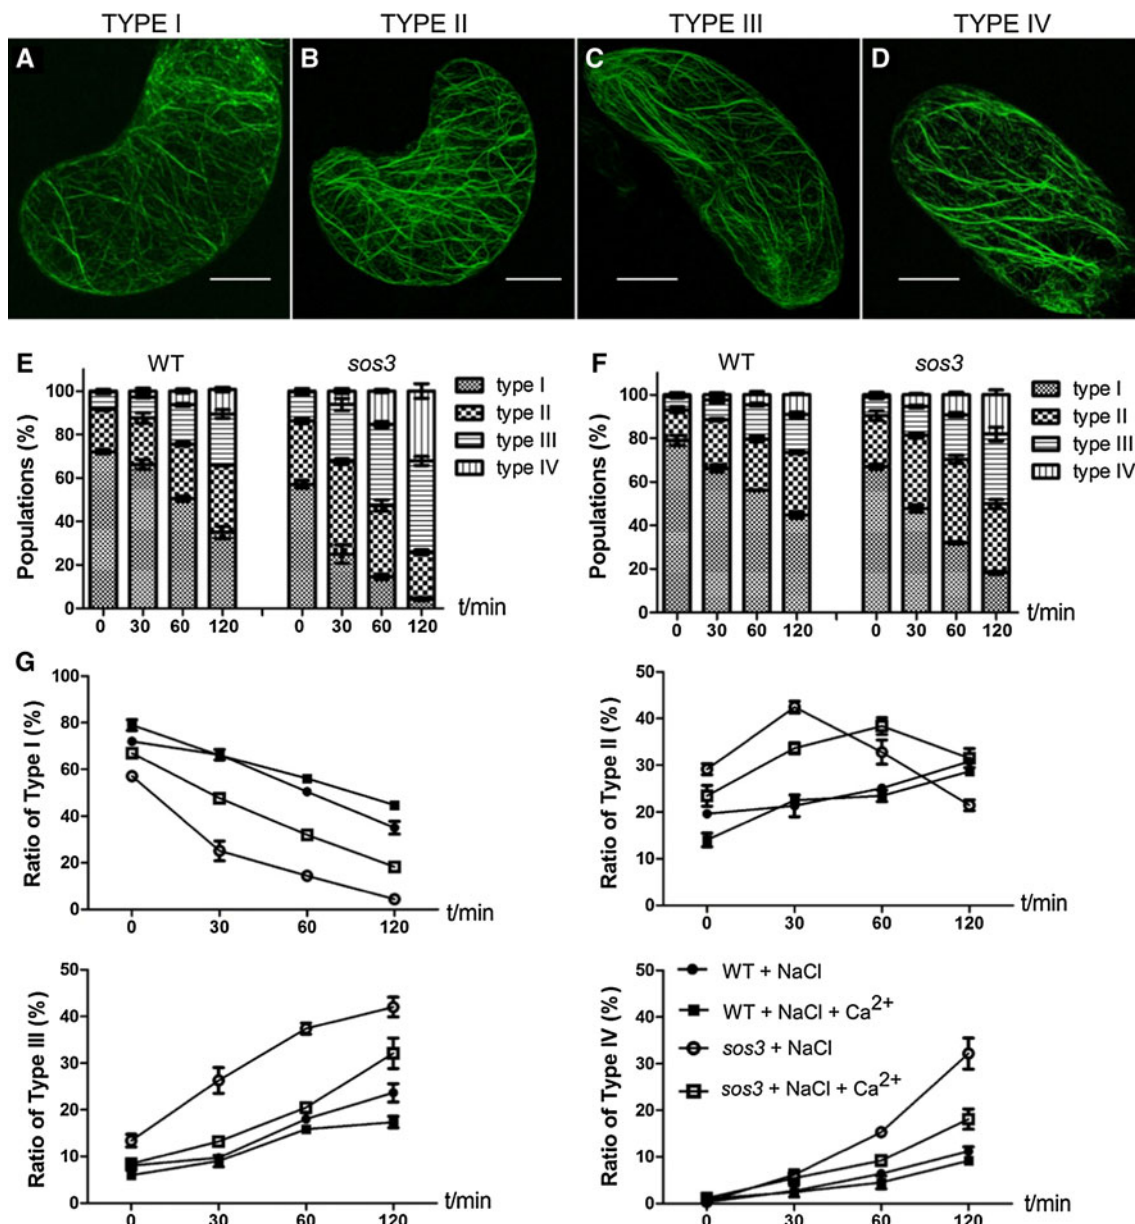 TYPE I TYPE II TYPE III TYPE IV
A B C D
E WT sos3
Populations (%)
100
80
60
40
20
0
0 30 60 120 0 30 60 120 t/min
type I
type II
type III
type IV
F WT sos3
Populations (%)
100
80
60
40
20
0
0 30 60 120 0 30 60 120 t/min
type I
type II
type III
type IV
G
Ratio of Type I (%)
100
80
60
40
20
0
0 30 60 120 t/min
Ratio of Type II (%)
50
40
30
20
10
0
0 30 60 120 t/min
Ratio of Type III (%)
50
40
30
20
10
0
0 30 60 120 t/min
Ratio of Type IV (%)
50
40
30
20
10
0
0 30 60 120 t/min
WT + NaCl
WT + NaCl + Ca²⁺
sos3 + NaCl
sos3 + NaCl + Ca²⁺